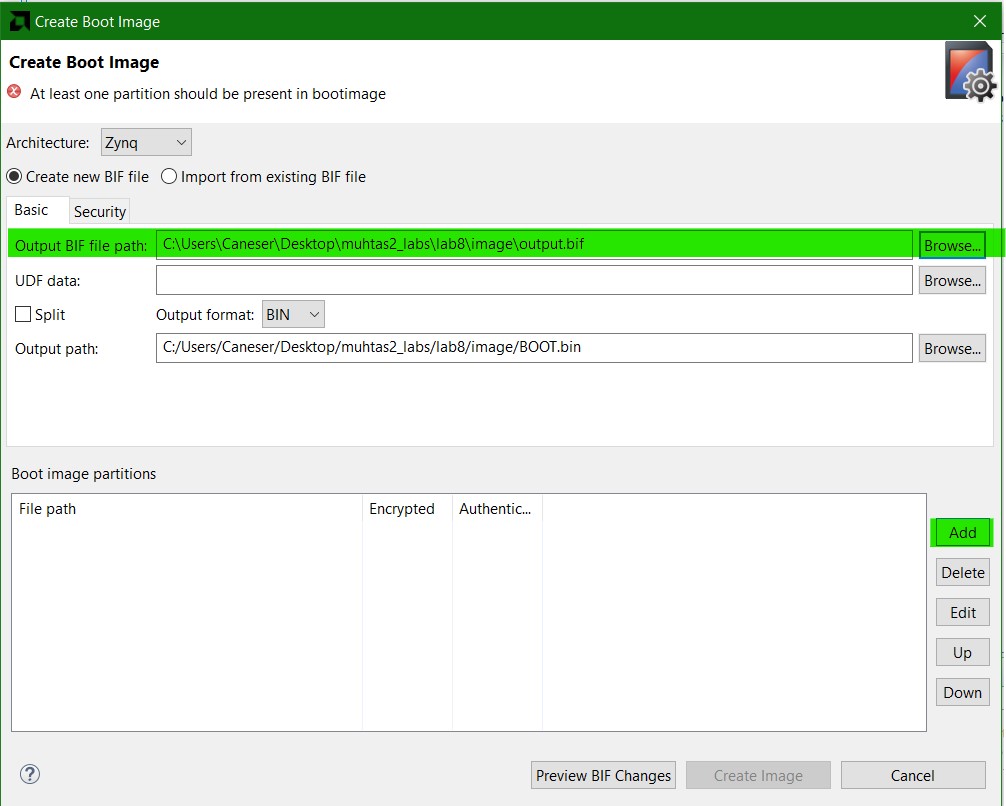 Create Boot Image
Create Boot Image
At least one partition should be present in bootimage
Architecture: Zynq
Create new BIF file Import from existing BIF file
Basic Security
Output BIF file path: C:\Users\Caneser\Desktop\muhtas2_labs\lab8\image\output.bif Browse...
UDF data: Browse...
Split Output format: BIN
Output path: C:/Users/Caneser/Desktop/muhtas2_labs/lab8/image/BOOT.bin Browse...
Boot image partitions
File path Encrypted Authentic...
Add
Delete
Edit
Up
Down
? Preview BIF Changes Create Image Cancel